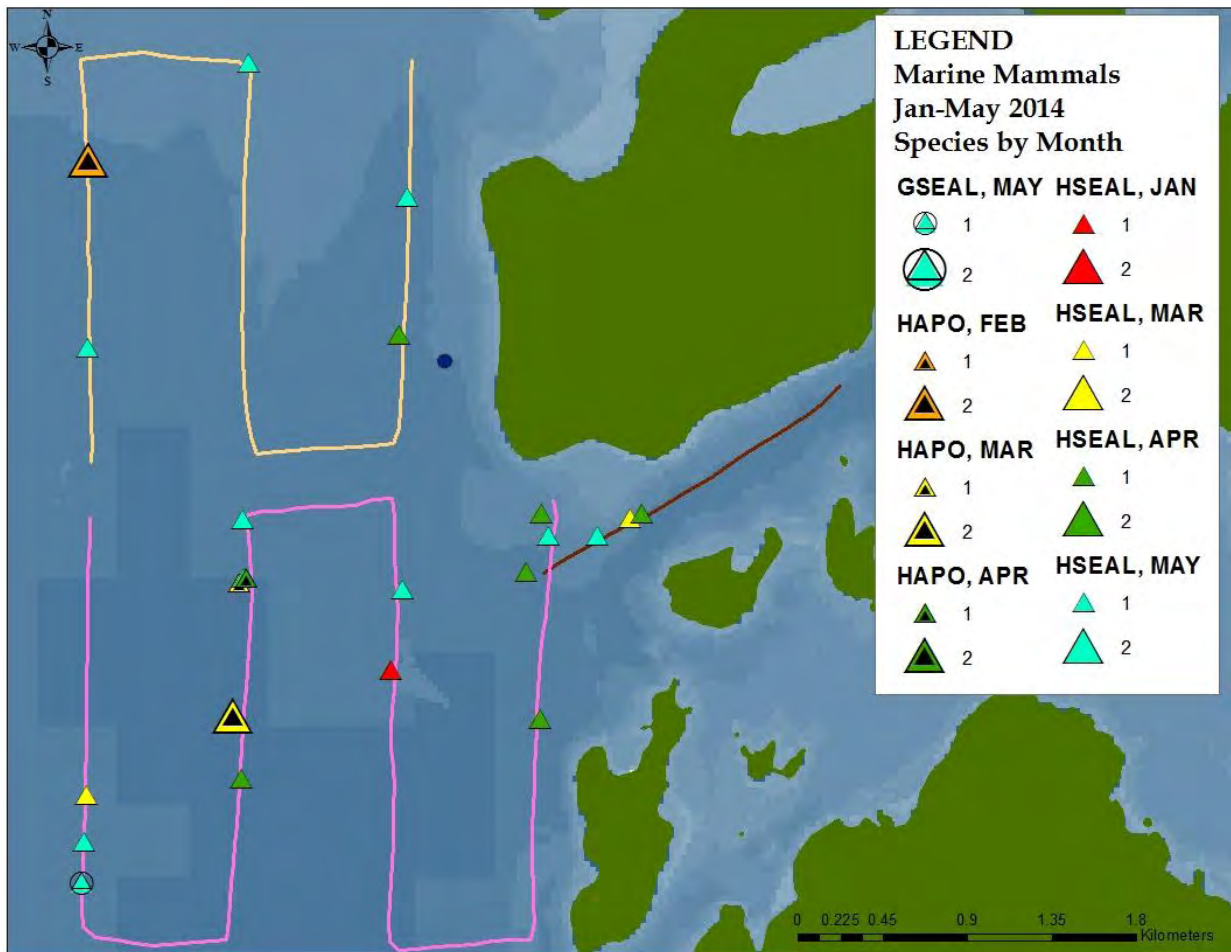 N
W E
S
LEGEND
Marine Mammals
Jan-May 2014
Species by Month
GSEAL, MAY
1
2
HAPO, FEB
1
2
HAPO, MAR
1
2
HAPO, APR
1
2
HSEAL, JAN
1
2
HSEAL, MAR
1
2
HSEAL, APR
1
2
HSEAL, MAY
1
2
0 0.225 0.45 0.9 1.35 1.8
Kilometers